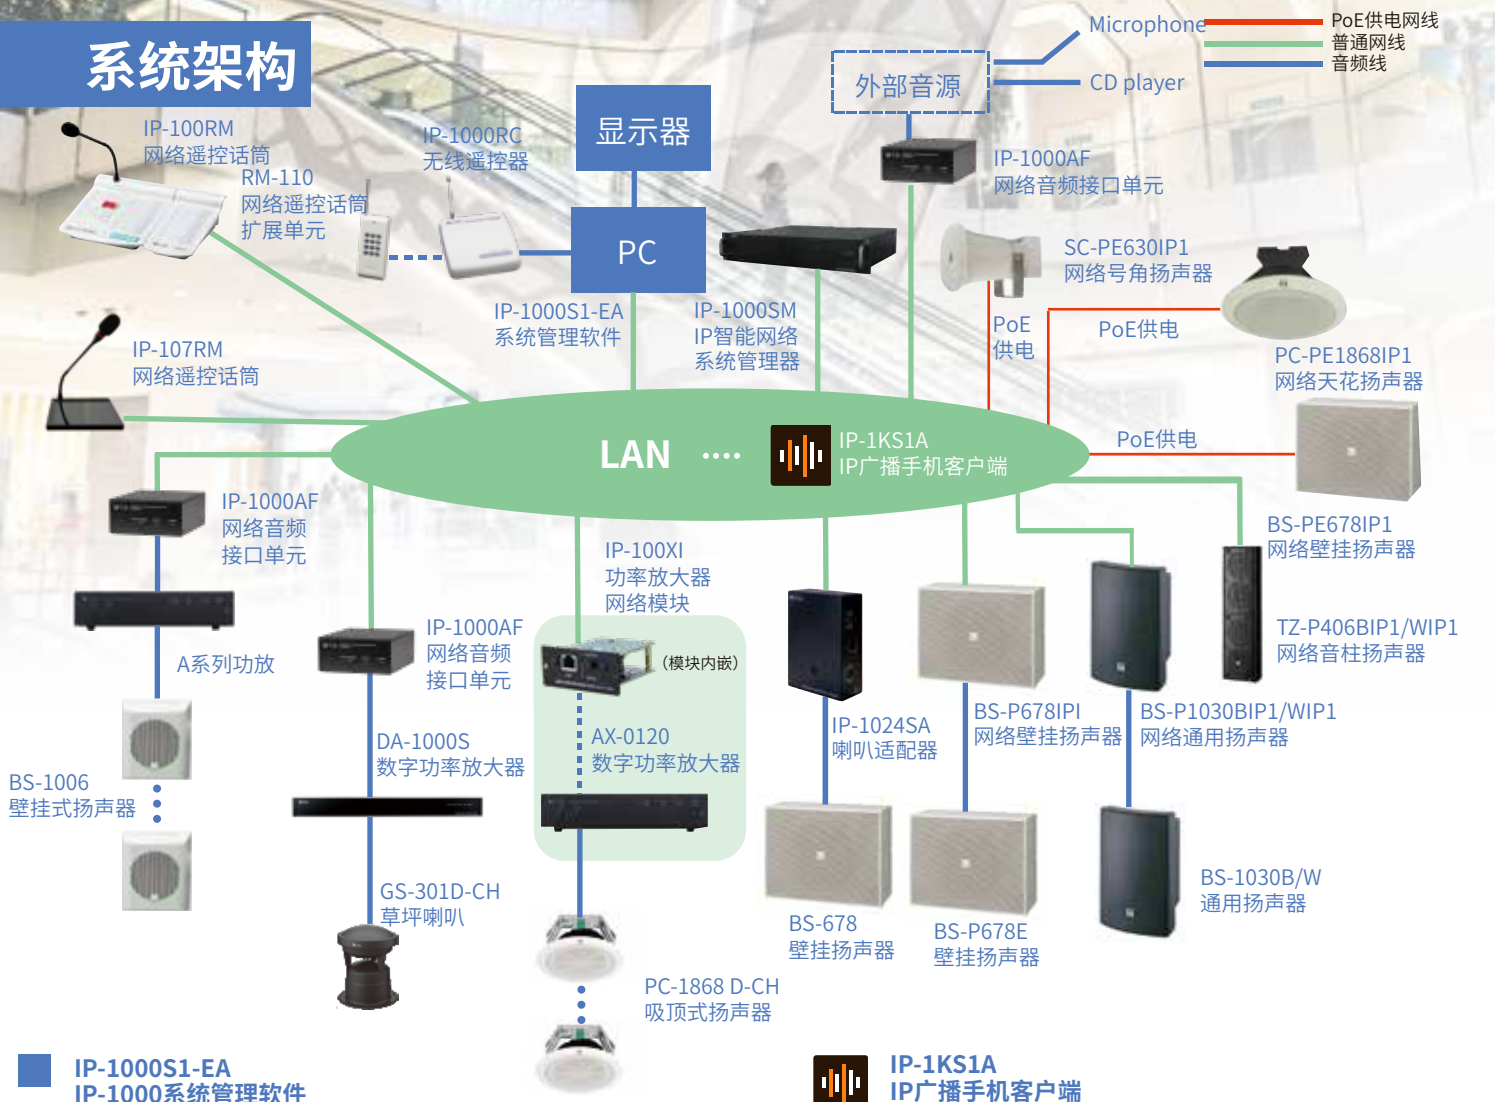 系统架构
Microphone
CD player
PoE供电网线
普通网线
音频线
外部音源
显示器
PC
IP-100RM
网络遥控话筒
RM-110
网络遥控话筒
扩展单元
IP-1000RC
无线遥控器
IP-1000AF
网络音频接口单元
SC-PE630IP1
网络号角扬声器
IP-1000S1-EA
系统管理软件
IP-1000SM
IP智能网络
系统管理器
PoE
供电
PoE供电
PC-PE1868IP1
网络天花扬声器
IP-107RM
网络遥控话筒
LAN ····
IP-1KS1A
IP广播手机客户端
PoE供电
BS-PE678IP1
网络壁挂扬声器
IP-1000AF
网络音频
接口单元
IP-100XI
功率放大器
网络模块
（模块内嵌）
A系列功放
IP-1000AF
网络音频
接口单元
TZ-P406BIP1/WIP1
网络音柱扬声器
IP-1024SA
喇叭适配器
BS-P678IPI
网络壁挂扬声器
BS-P1030BIP1/WIP1
网络通用扬声器
DA-1000S
数字功率放大器
AX-0120
数字功率放大器
BS-1006
壁挂式扬声器
GS-301D-CH
草坪喇叭
BS-678
壁挂扬声器
BS-P678E
壁挂扬声器
BS-1030B/W
通用扬声器
PC-1868 D-CH
吸顶式扬声器
IP-1000S1-EA
IP-1000系统管理软件
IP-1KS1A
IP广播手机客户端